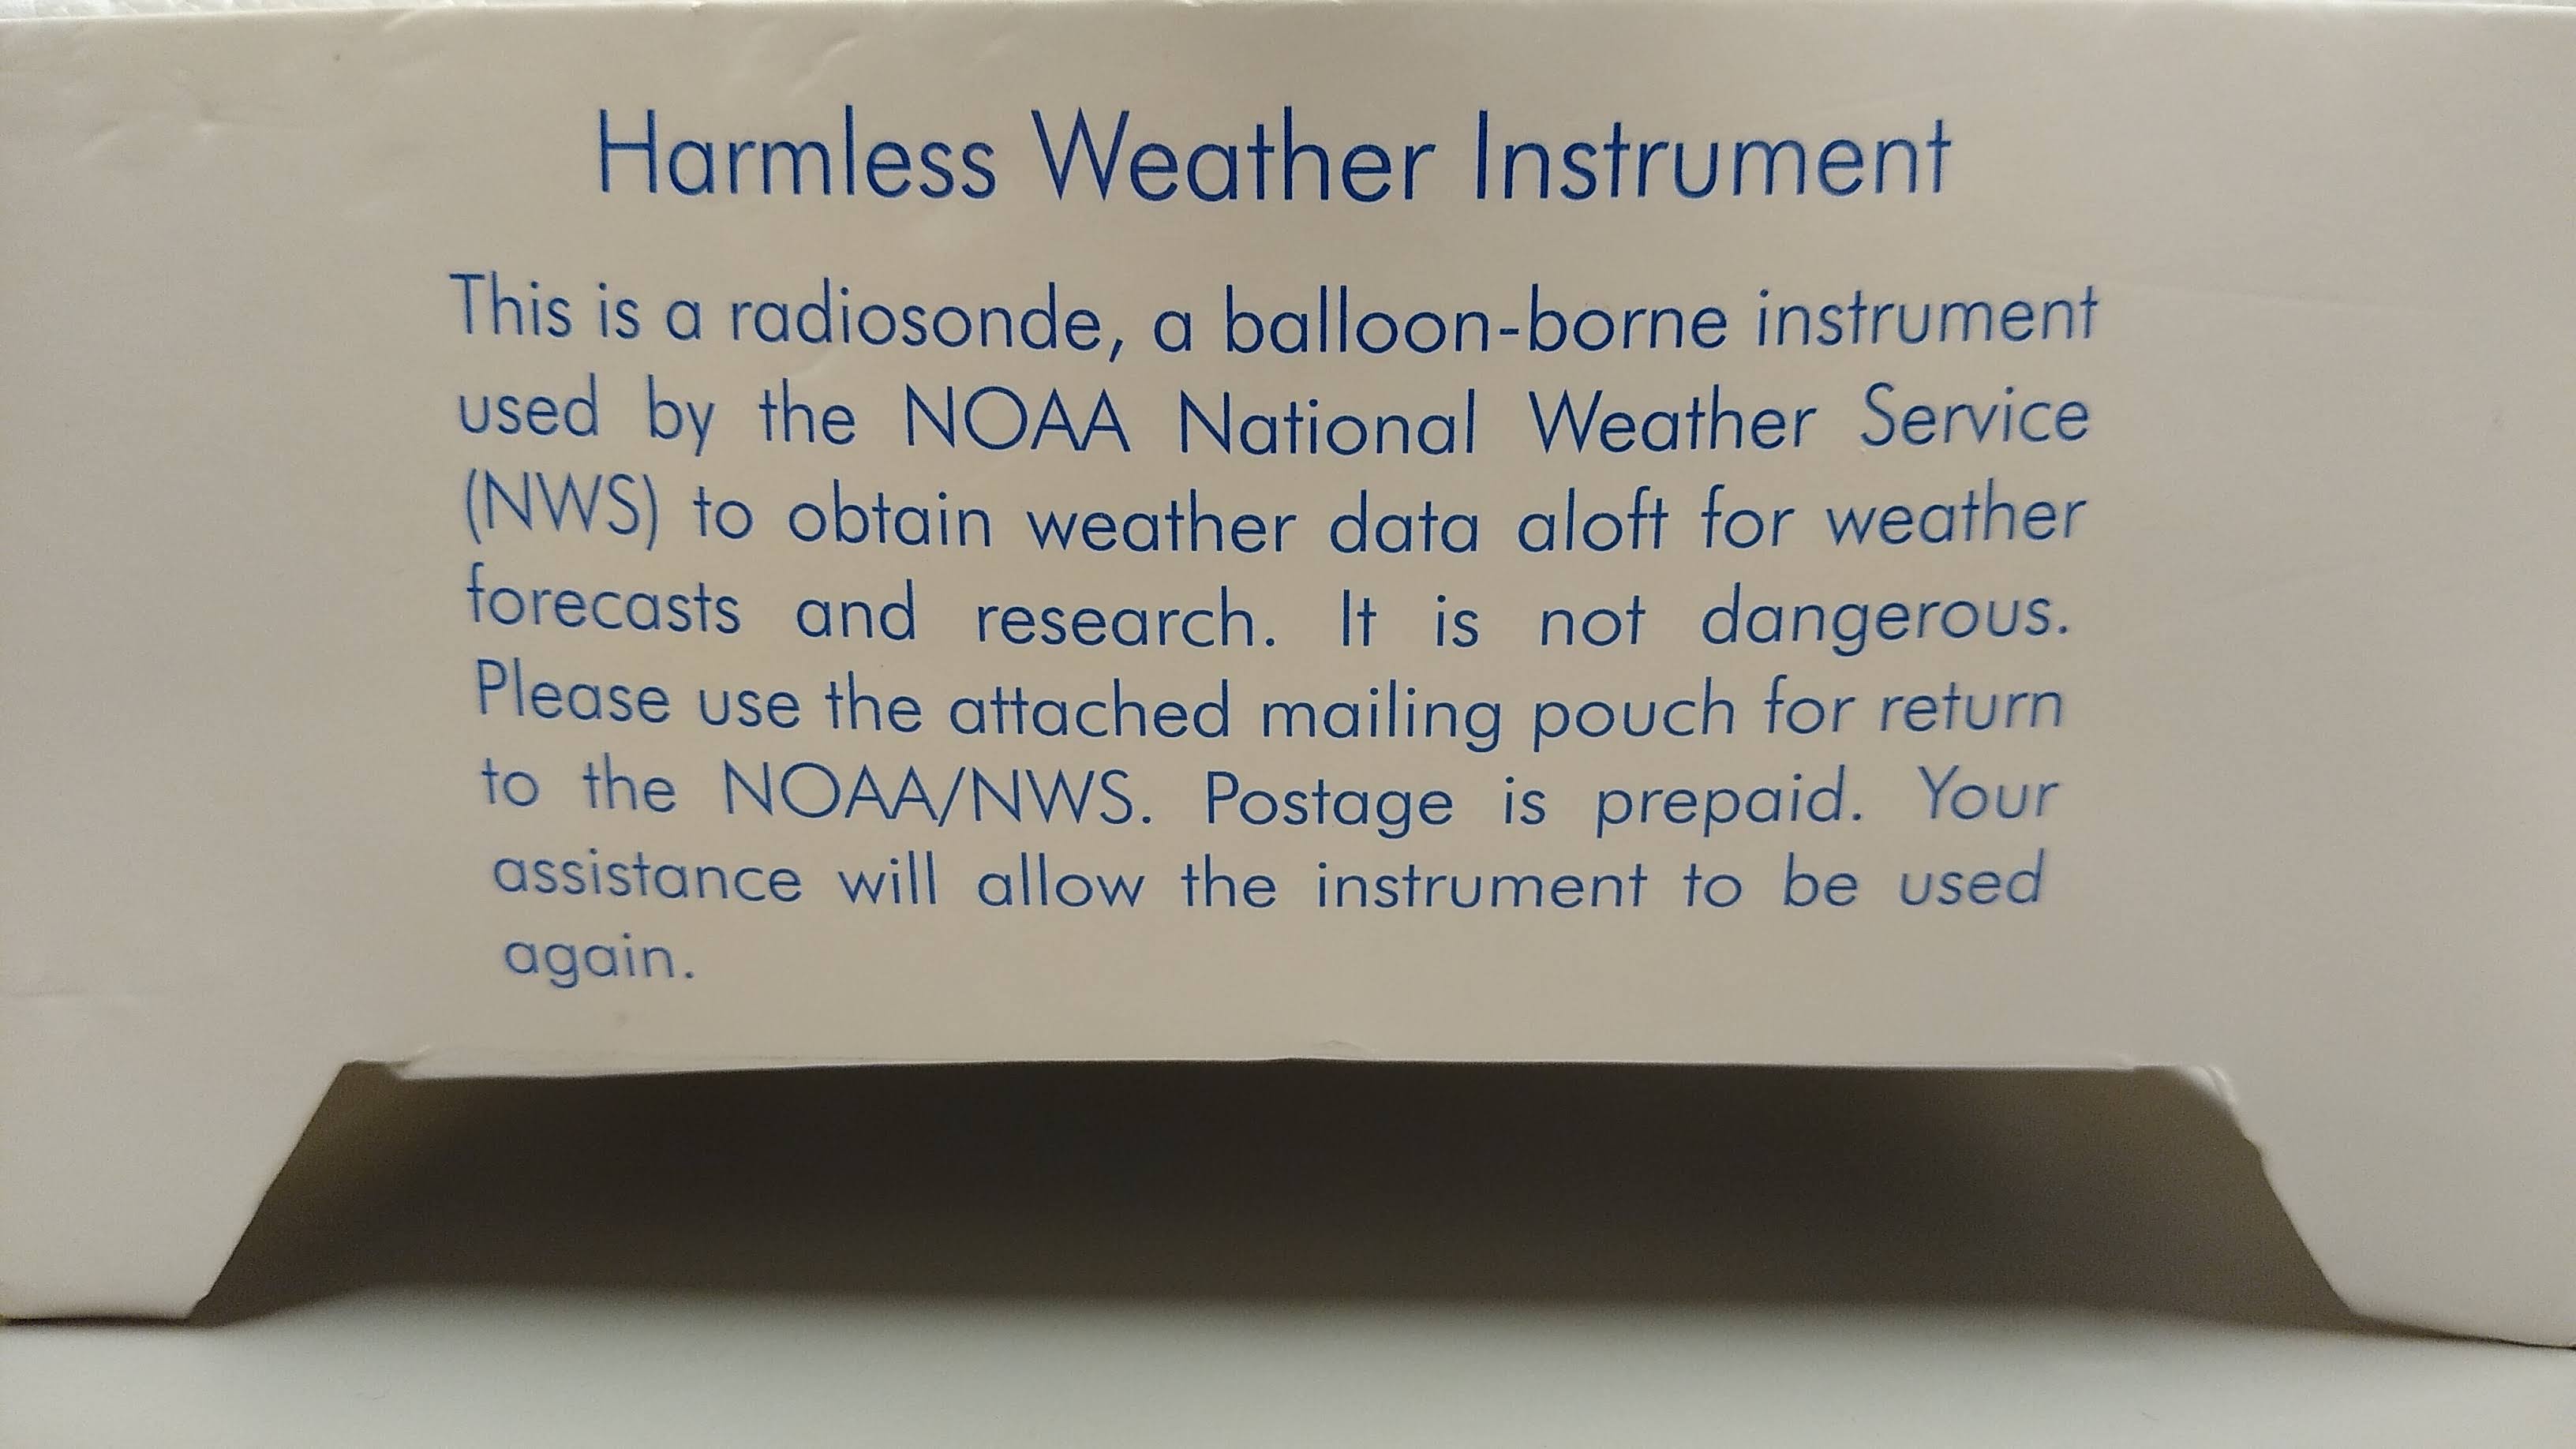 Harmless Weather Instrument
This is a radiosonde, a balloon-borne instrument
used by the NOAA National Weather Service
(NWS) to obtain weather data aloft for weather
forecasts and research. It is not dangerous.
Please use the attached mailing pouch for return
to the NOAA/NWS. Postage is prepaid. Your
assistance will allow the instrument to be used
again.